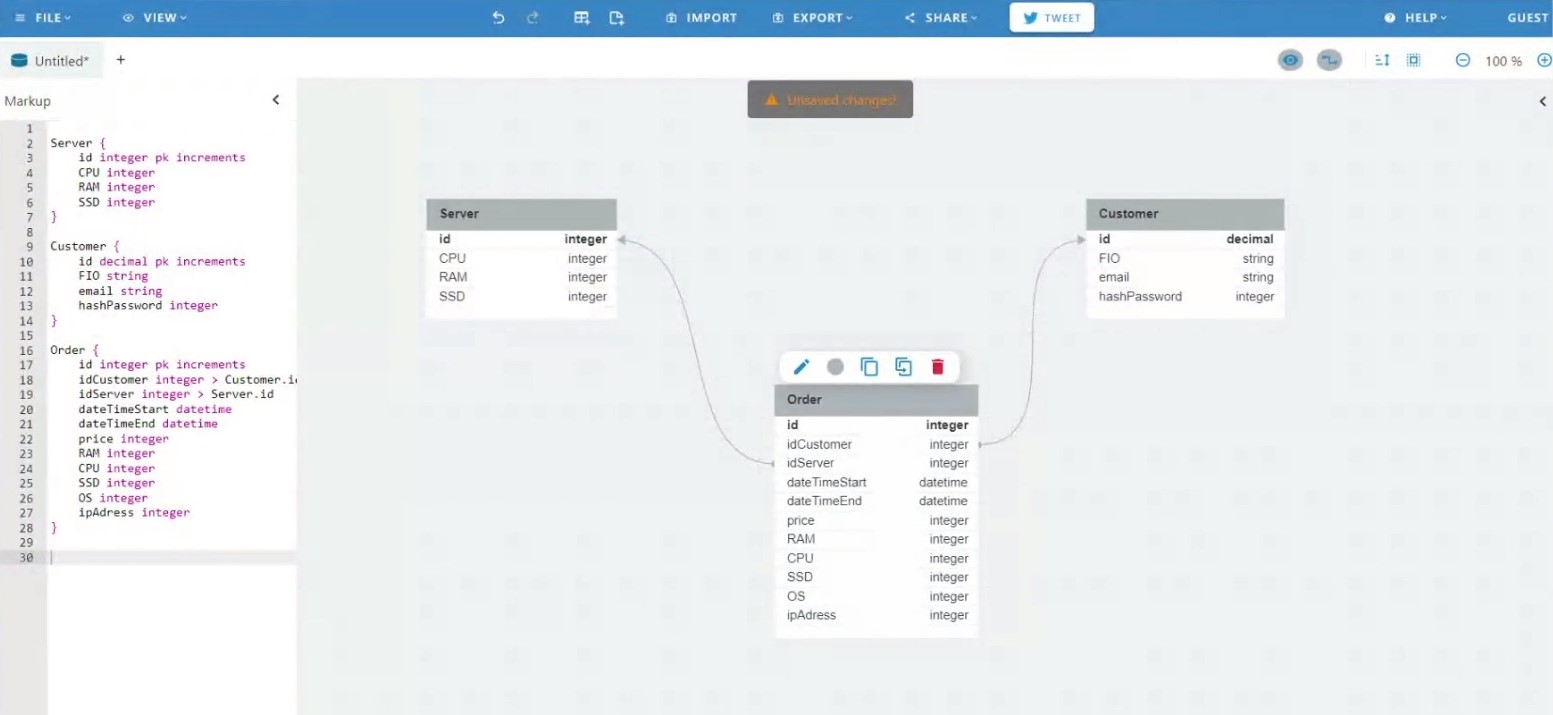 FILE VIEW IMPORT EXPORT SHARE TWEET HELP GUEST
Untitled* + 100 %
Markup
Unsaved changes!
1
2 Server {
3 id integer pk increments
4 CPU integer
5 RAM integer
6 SSD integer
7 }
8
9 Customer {
10 id decimal pk increments
11 FIO string
12 email string
13 hashPassword integer
14 }
15
16 Order {
17 id integer pk increments
18 idCustomer integer > Customer.i
19 idServer integer > Server.id
20 dateTimeStart datetime
21 dateTimeEnd datetime
22 price integer
23 RAM integer
24 CPU integer
25 SSD integer
26 OS integer
27 ipAdress integer
28 }
29
30
Server
id integer
CPU integer
RAM integer
SSD integer
Customer
id decimal
FIO string
email string
hashPassword integer
Order
id integer
idCustomer integer
idServer integer
dateTimeStart datetime
dateTimeEnd datetime
price integer
RAM integer
CPU integer
SSD integer
OS integer
ipAdress integer